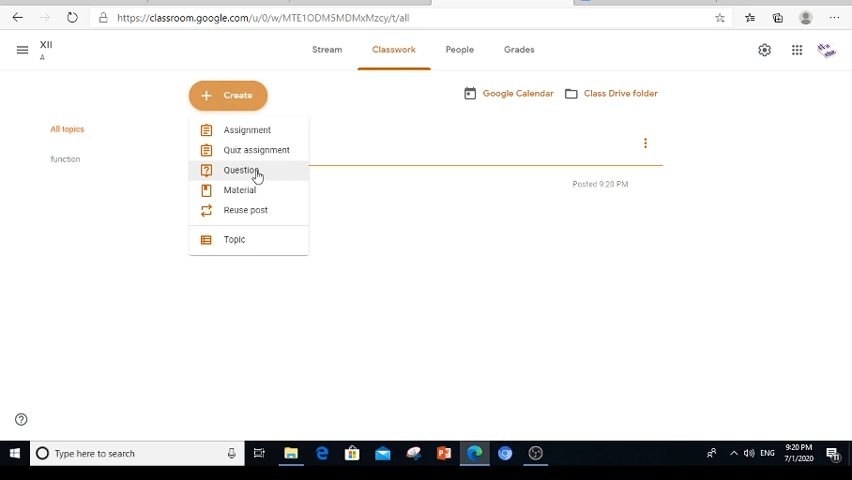 https://classroom.google.com/u/0/w/MTE1ODM5MDMxMzcy/t/all
XII
A
Stream
Classwork
People
Grades
Create
Google Calendar
Class Drive folder
All topics
function
Assignment
Quiz assignment
Question
Material
Reuse post
Topic
Posted 9:20 PM
Type here to search
ENG
9:20 PM
7/1/2020